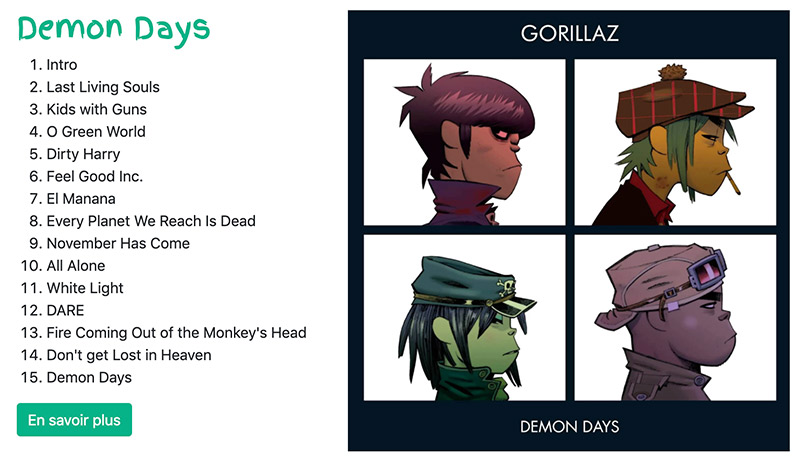 Demon Days
1. Intro
2. Last Living Souls
3. Kids with Guns
4. O Green World
5. Dirty Harry
6. Feel Good Inc.
7. El Manana
8. Every Planet We Reach Is Dead
9. November Has Come
10. All Alone
11. White Light
12. DARE
13. Fire Coming Out of the Monkey's Head
14. Don't get Lost in Heaven
15. Demon Days
En savoir plus
GORILLAZ
DEMON DAYS